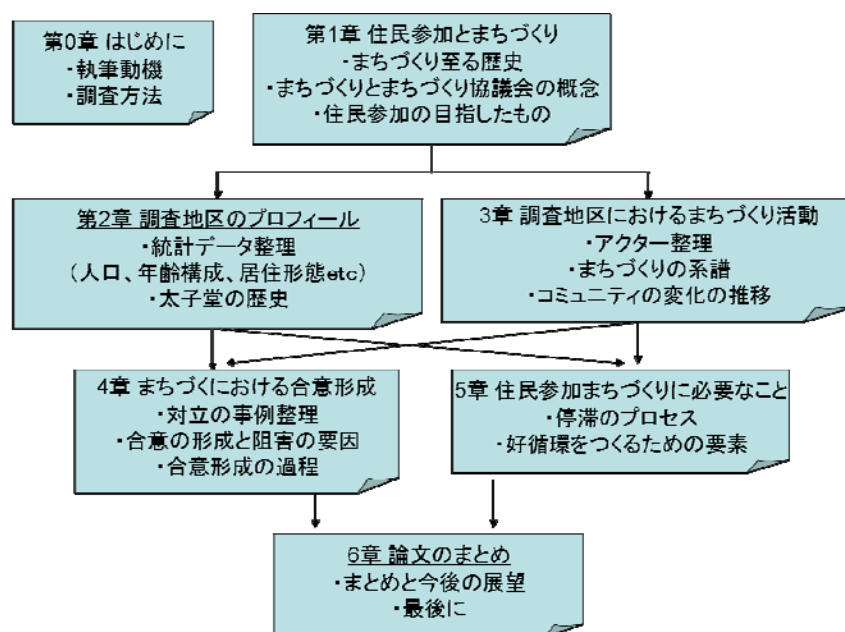 第0章 はじめに
・執筆動機
・調査方法
第1章 住民参加とまちづくり
・まちづくり至る歴史
・まちづくりとまちづくり協議会の概念
・住民参加の目指したもの
第2章 調査地区のプロフィール
・統計データ整理
(人口、年齢構成、居住形態etc)
・太子堂の歴史
3章 調査地区におけるまちづくり活動
・アクター整理
・まちづくりの系譜
・コミュニティの変化の推移
4章 まちづくにおける合意形成
・対立の事例整理
・合意の形成と阻害の要因
・合意形成の過程
5章 住民参加まちづくりに必要なこと
・停滞のプロセス
・好循環をつくるための要素
6章 論文のまとめ
・まとめと今後の展望
・最後に